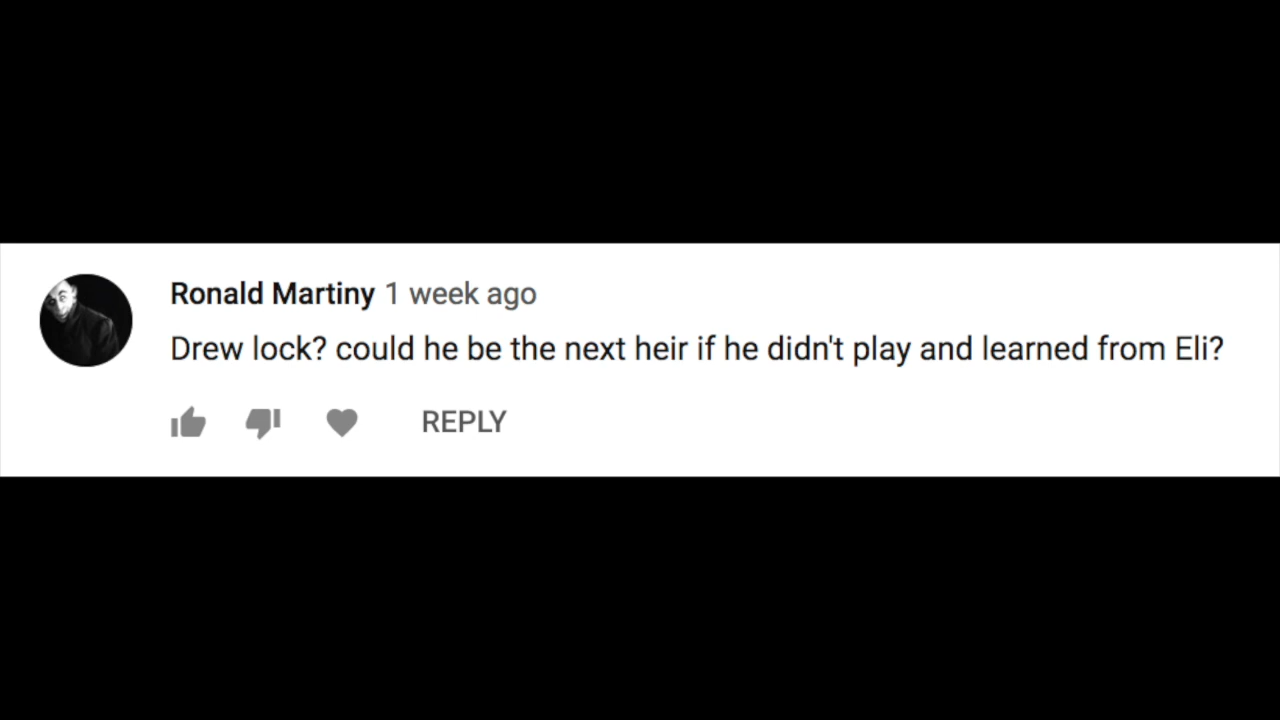 Ronald Martiny 1 week ago
Drew lock? could he be the next heir if he didn't play and learned from Eli?
REPLY